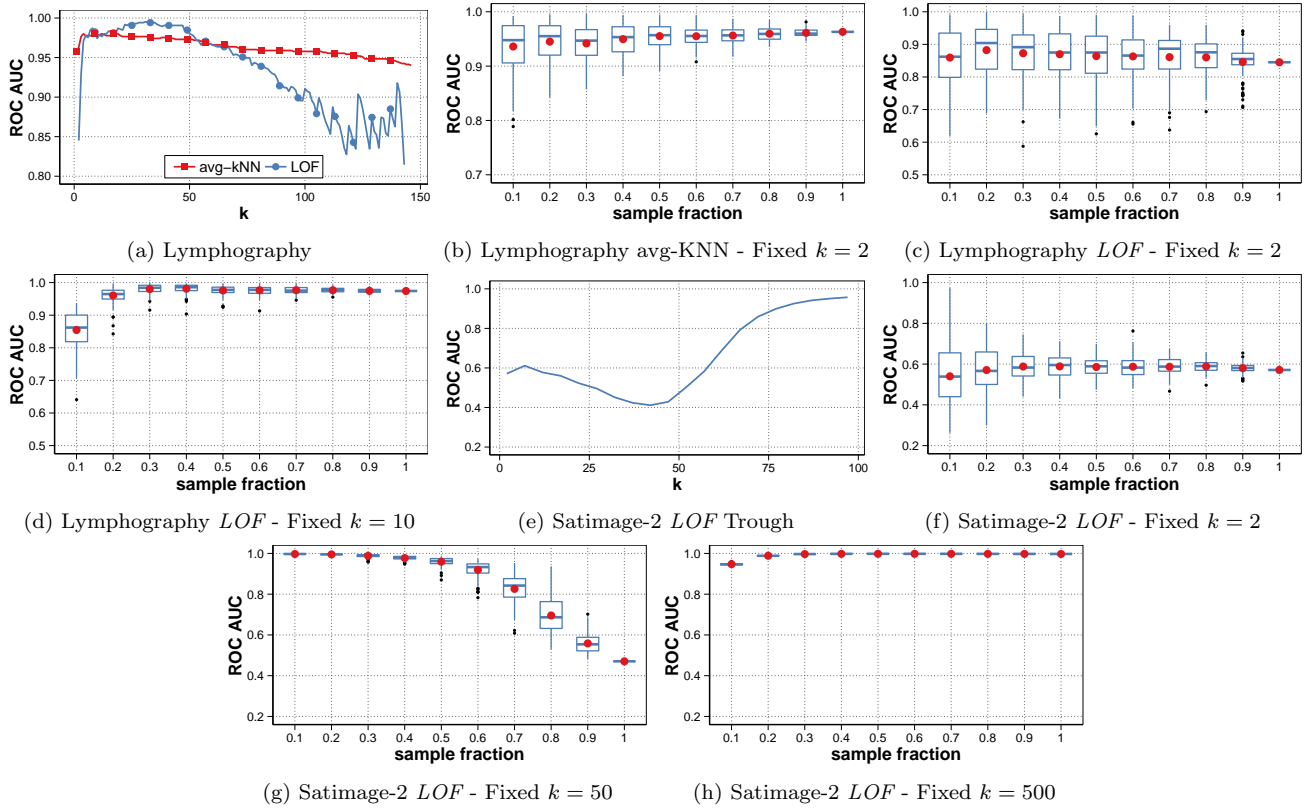 ROC AUC
1.00
0.95
0.90
0.85
0.80
avg−kNN LOF
0 50 100 150
k
(a) Lymphography
ROC AUC
1.0
0.9
0.8
0.7
0.1 0.2 0.3 0.4 0.5 0.6 0.7 0.8 0.9 1
sample fraction
(b) Lymphography avg-KNN - Fixed k = 2
ROC AUC
1.0
0.9
0.8
0.7
0.6
0.5
0.1 0.2 0.3 0.4 0.5 0.6 0.7 0.8 0.9 1
sample fraction
(c) Lymphography LOF - Fixed k = 2
ROC AUC
1.0
0.9
0.8
0.7
0.6
0.5
0.1 0.2 0.3 0.4 0.5 0.6 0.7 0.8 0.9 1
sample fraction
(d) Lymphography LOF - Fixed k = 10
ROC AUC
1.0
0.8
0.6
0.4
0.2
0 25 50 75 100
k
(e) Satimage-2 LOF Trough
ROC AUC
1.0
0.8
0.6
0.4
0.2
0.1 0.2 0.3 0.4 0.5 0.6 0.7 0.8 0.9 1
sample fraction
(f) Satimage-2 LOF - Fixed k = 2
ROC AUC
1.0
0.8
0.6
0.4
0.2
0.1 0.2 0.3 0.4 0.5 0.6 0.7 0.8 0.9 1
sample fraction
(g) Satimage-2 LOF - Fixed k = 50
ROC AUC
1.0
0.8
0.6
0.4
0.2
0.1 0.2 0.3 0.4 0.5 0.6 0.7 0.8 0.9 1
sample fraction
(h) Satimage-2 LOF - Fixed k = 500